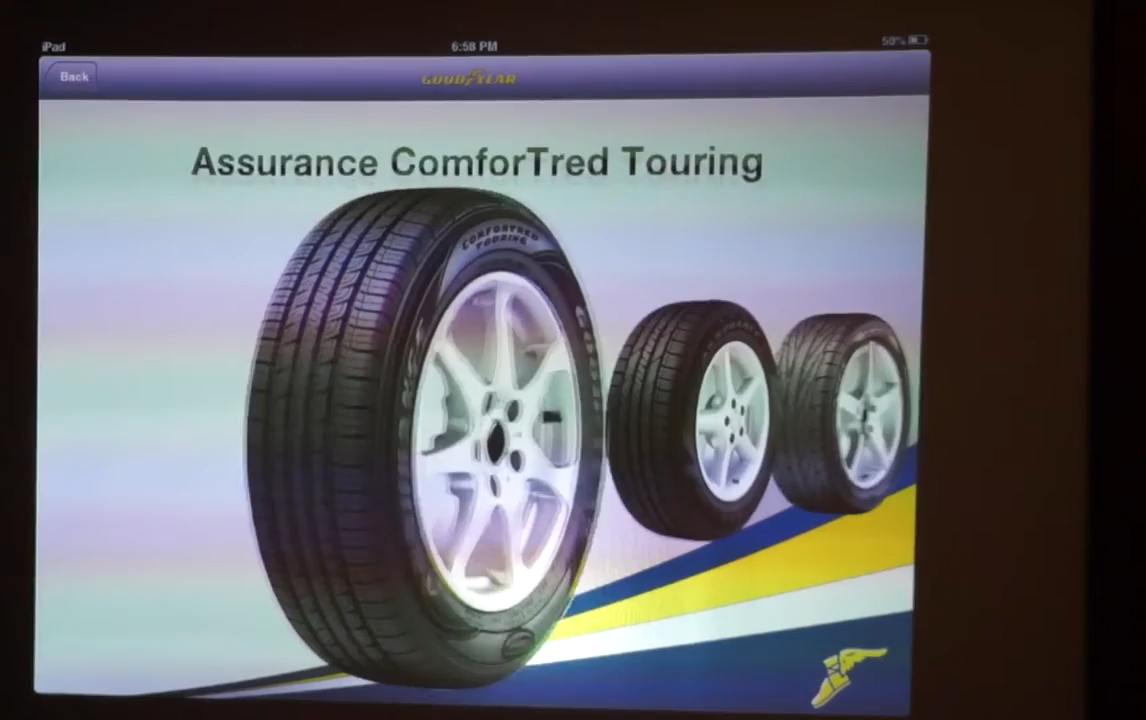 iPad 6:58 PM 50%
Back
GOODYEAR
Assurance ComforTred Touring
COMFORTRED
TOURING